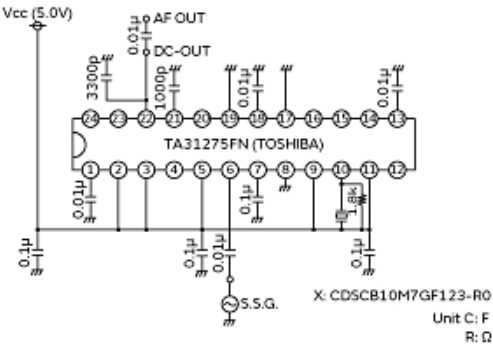 Vcc (5.0V)
AF OUT
0.01μ
DC-OUT
3300p
1000p
0.01μ
0.01μ
24 23 22 21 20 19 18 17 16 15 14 13
TA31275FN (TOSHIBA)
1 2 3 4 5 6 7 8 9 10 11 12
0.01μ
0.1μ
1.8k
0.1μ
0.1μ
0.01μ
0.1μ
S.S.G.
X: CDSCB10M7GF123-R0
Unit C: F
R: Ω